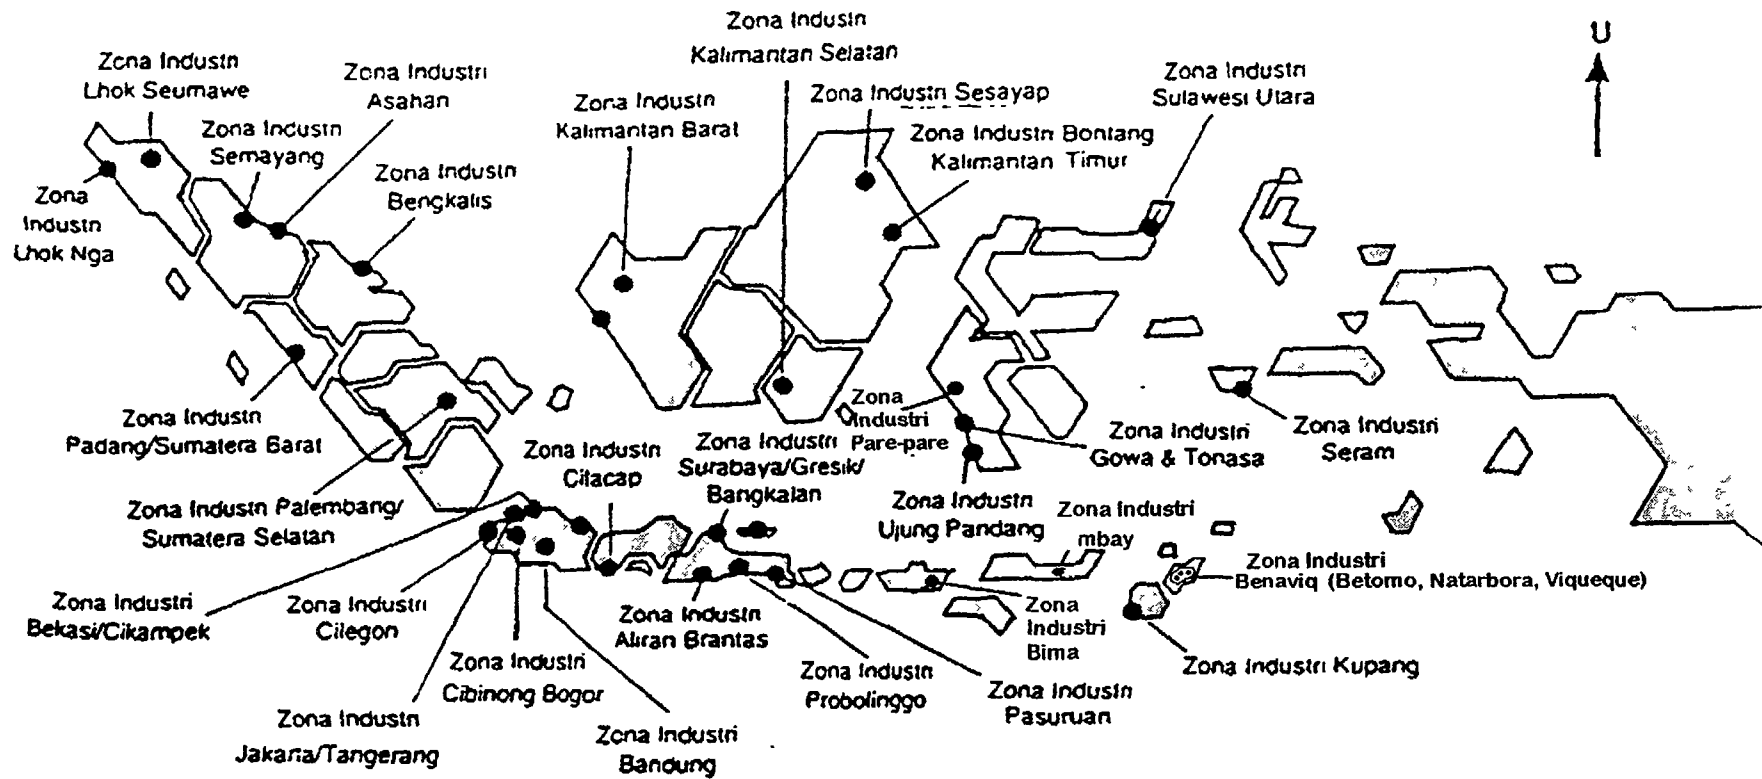 Zona Industri
Kalimantan Selatan
U
Zona Industri
Lhok Seumawe
Zona Industri
Asahan
Zona Industri
Sulawesi Utara
Zona Industri Sesayap
Zona Industri
Kalimantan Barat
Zona Industri
Semayang
Zona Industri Bontang
Kalimantan Timur
Zona Industri
Bengkalis
Zona
Industri
Lhok Nga
Zona Industri
Padang/Sumatera Barat
Zona
Industri
Pare-pare
Zona Industri
Gowa & Tonasa
Zona Industri
Seram
Zona Industri
Cilacap
Zona Industri
Surabaya/Gresik/
Bangkalan
Zona Industri Palembang/
Sumatera Selatan
Zona Industri
Ujung Pandang
Zona Industri
mbay
Zona Industri
Benaviq (Betomo, Natarbora, Viqueque)
Zona Industri
Bekasi/Cikampek
Zona Industri
Cilegon
Zona Industri
Aliran Brantas
Zona
Industri
Bima
Zona Industri
Cibinong Bogor
Zona Industri
Probolinggo
Zona Industri Kupang
Zona Industri
Pasuruan
Zona Industri
Jakarta/Tangerang
Zona Industri
Bandung